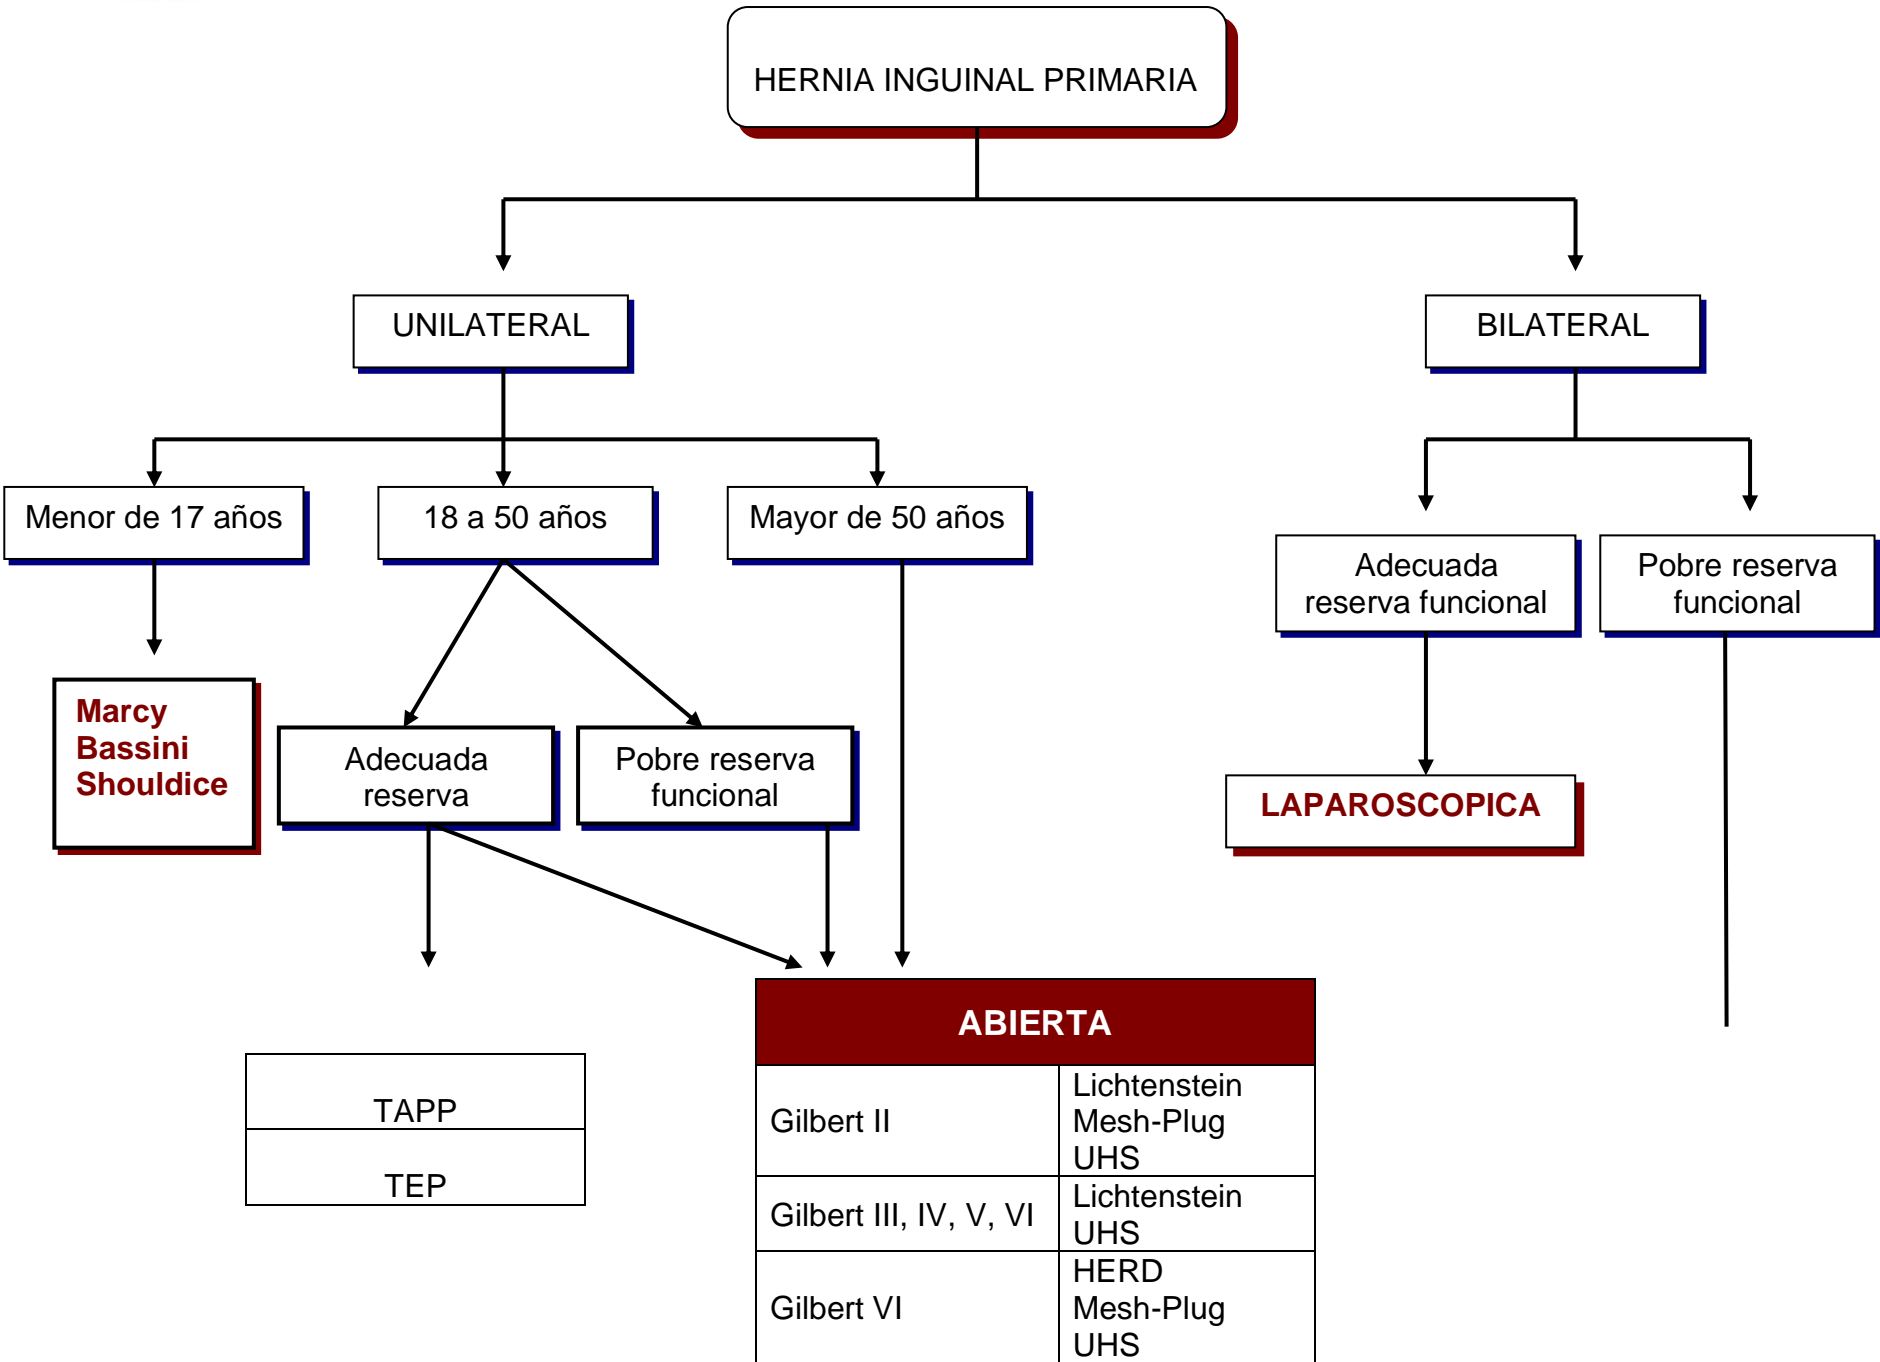 HERNIA INGUINAL PRIMARIA
UNILATERAL
BILATERAL
Menor de 17 años
18 a 50 años
Mayor de 50 años
Adecuada
reserva funcional
Pobre reserva
funcional
Marcy
Bassini
Shouldice
Adecuada
reserva
Pobre reserva
funcional
LAPAROSCOPICA
TAPP
TEP
ABIERTA
Gilbert II
Lichtenstein
Mesh-Plug
UHS
Gilbert III, IV, V, VI
Lichtenstein
UHS
Gilbert VI
HERD
Mesh-Plug
UHS